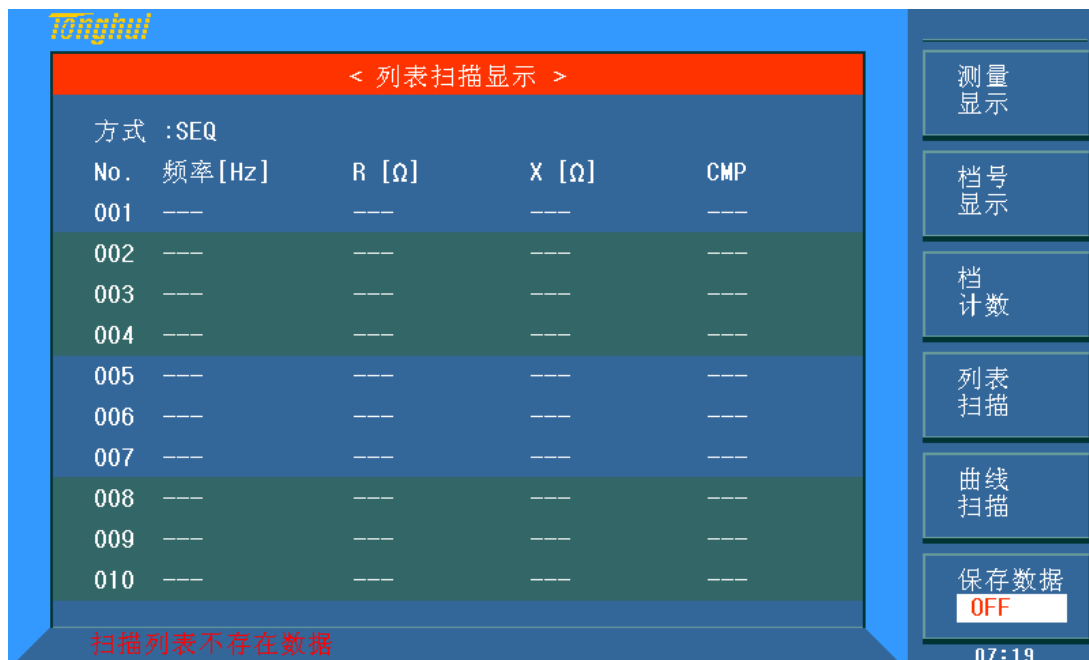 Tonghui
< 列表扫描显示 >
方式 :SEQ
No. 频率[Hz] R [Ω] X [Ω] CMP
001 --- --- --- ---
002 --- --- --- ---
003 --- --- --- ---
004 --- --- --- ---
005 --- --- --- ---
006 --- --- --- ---
007 --- --- --- ---
008 --- --- --- ---
009 --- --- --- ---
010 --- --- --- ---
扫描列表不存在数据
测量
显示
档号
显示
档
计数
列表
扫描
曲线
扫描
保存数据
OFF
07:19